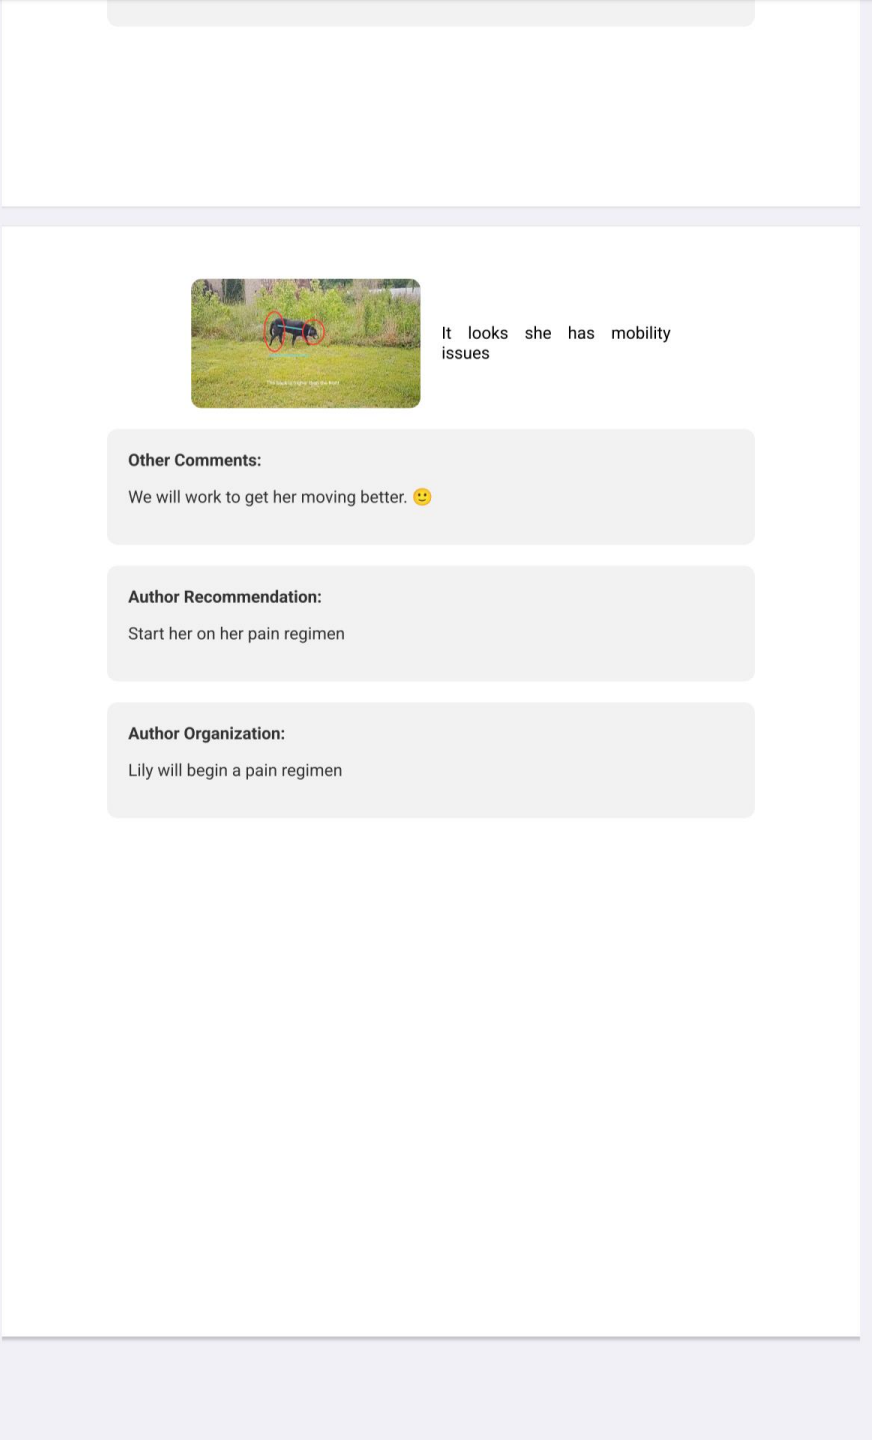 It looks she has mobility
issues
Other Comments:
We will work to get her moving better. 🙂
Author Recommendation:
Start her on her pain regimen
Author Organization:
Lily will begin a pain regimen